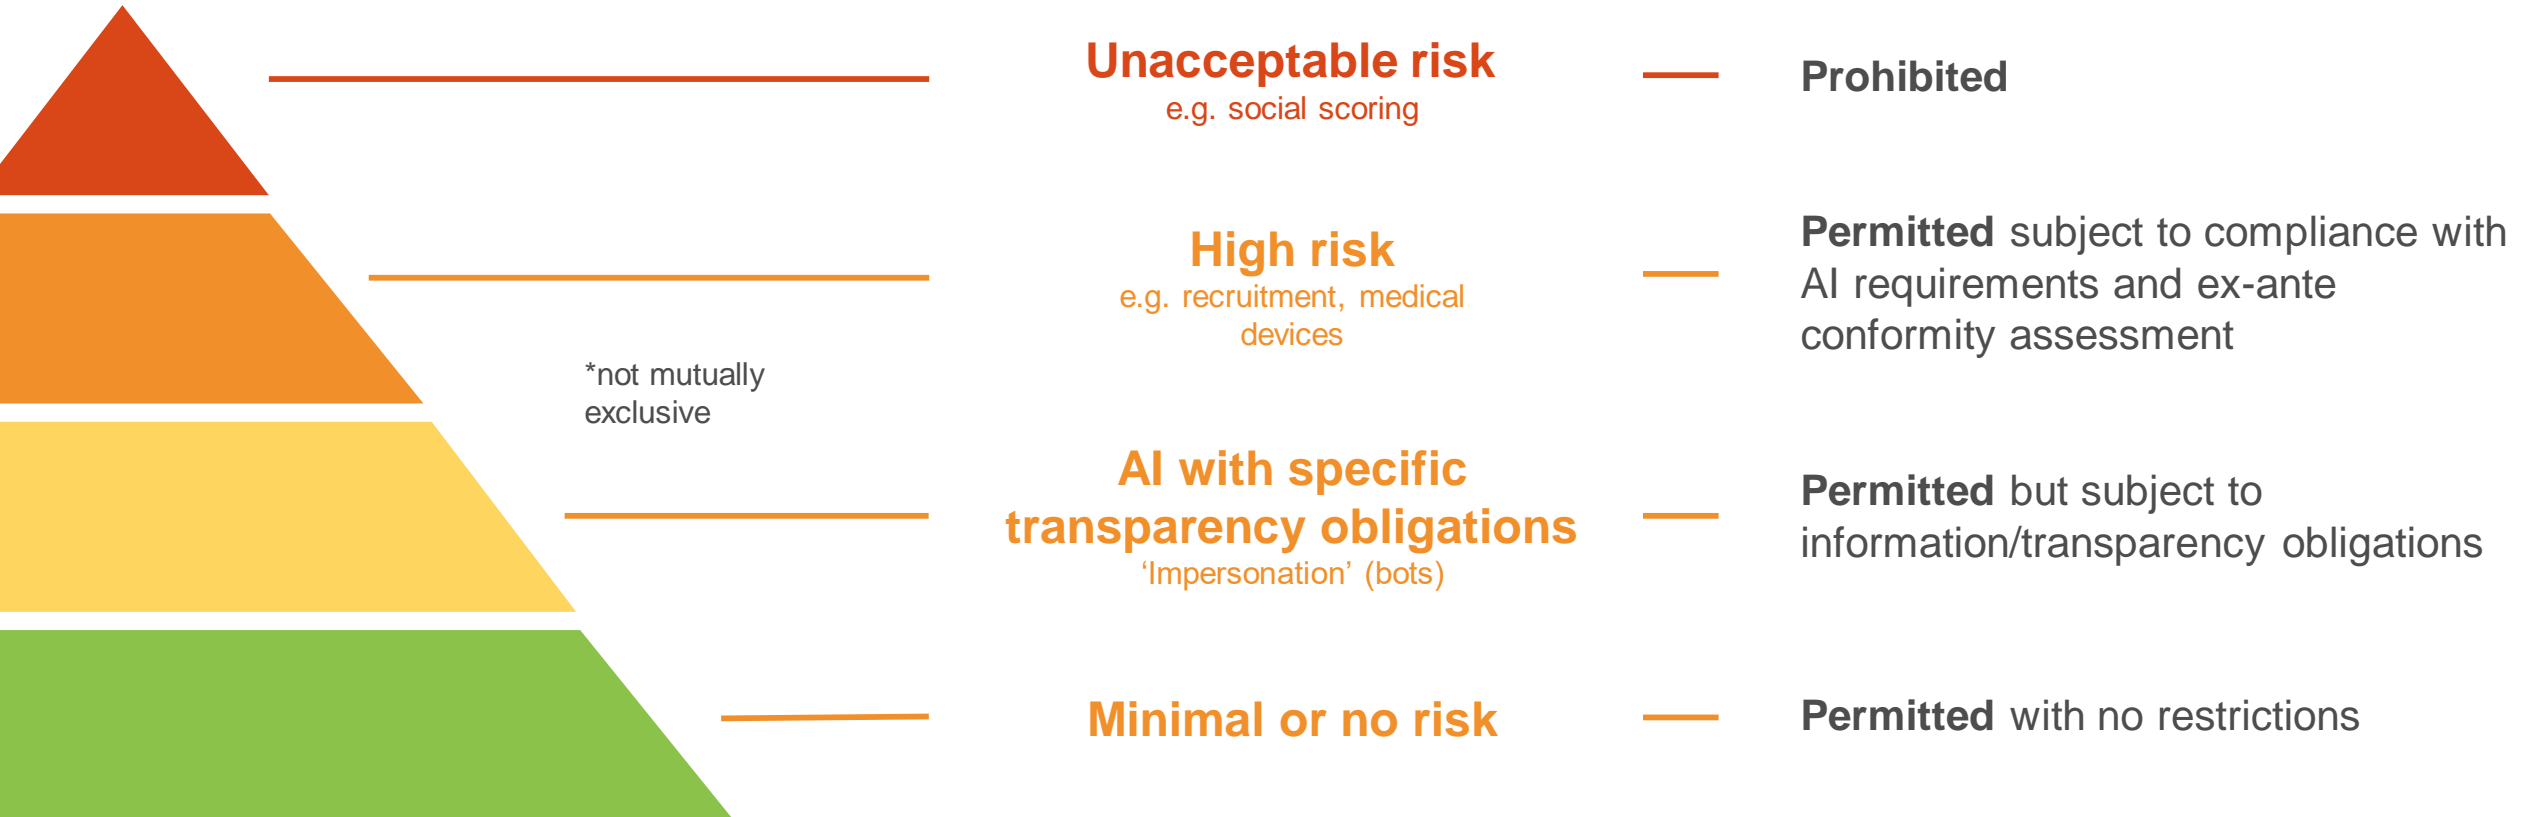 Unacceptable risk
e.g. social scoring
Prohibited
High risk
e.g. recruitment, medical
devices
Permitted subject to compliance with
AI requirements and ex-ante
conformity assessment
*not mutually
exclusive
AI with specific
transparency obligations
‘Impersonation’ (bots)
Permitted but subject to
information/transparency obligations
Minimal or no risk
Permitted with no restrictions